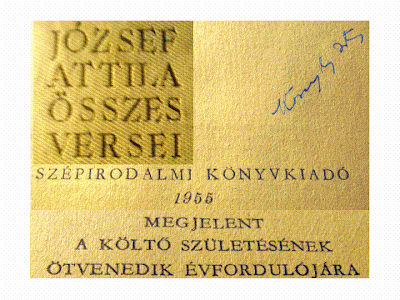 JÓZSEF
ATTILA
ÖSSZES
VERSEI
SZÉPIRODALMI KÖNYVKIADÓ
1955
MEGJELENT
A KÖLTŐ SZÜLETÉSÉNEK
ÖTVENEDIK ÉVFORDULÓJÁRA